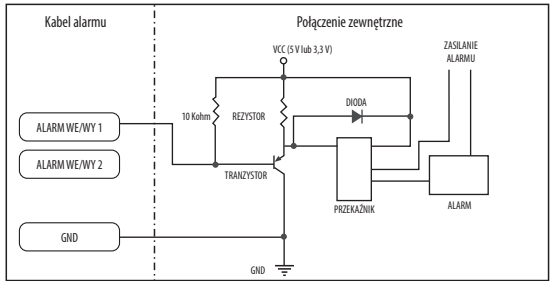 Kabel alarmu
Połączenie zewnętrzne
VCC (5 V lub 3,3 V)
ZASILANIE
ALARMU
DIODA
10 Kohm
REZYSTOR
ALARM WE/WY 1
ALARM WE/WY 2
TRANZYSTOR
PRZEKAŹNIK
ALARM
GND
GND